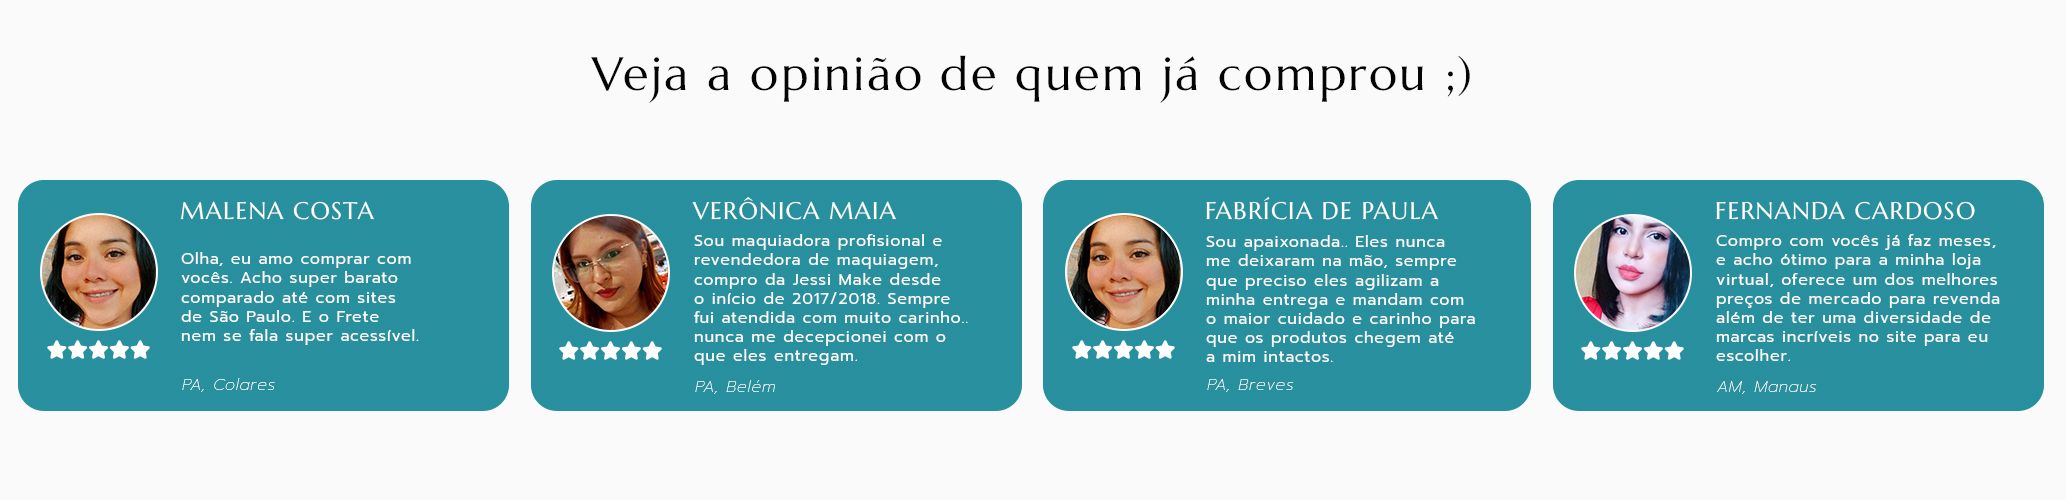 Veja a opinião de quem já comprou ;)
MALENA COSTA
Olha, eu amo comprar com
vocês. Acho super barato
comparado até com sites
de São Paulo. E o Frete
nem se fala super acessível.
PA, Colares
VERÔNICA MAIA
Sou maquiadora profisional e
revendedora de maquiagem,
compro da Jessi Make desde
o início de 2017/2018. Sempre
fui atendida com muito carinho..
nunca me decepcionei com o
que eles entregam.
PA, Belém
FABRÍCIA DE PAULA
Sou apaixonada.. Eles nunca
me deixaram na mão, sempre
que preciso eles agilizam a
minha entrega e mandam com
o maior cuidado e carinho para
que os produtos chegem até
a mim intactos.
PA, Breves
FERNANDA CARDOSO
Compro com vocês já faz meses,
e acho ótimo para a minha loja
virtual, oferece um dos melhores
preços de mercado para revenda
além de ter uma diversidade de
marcas incríveis no site para eu
escolher.
AM, Manaus